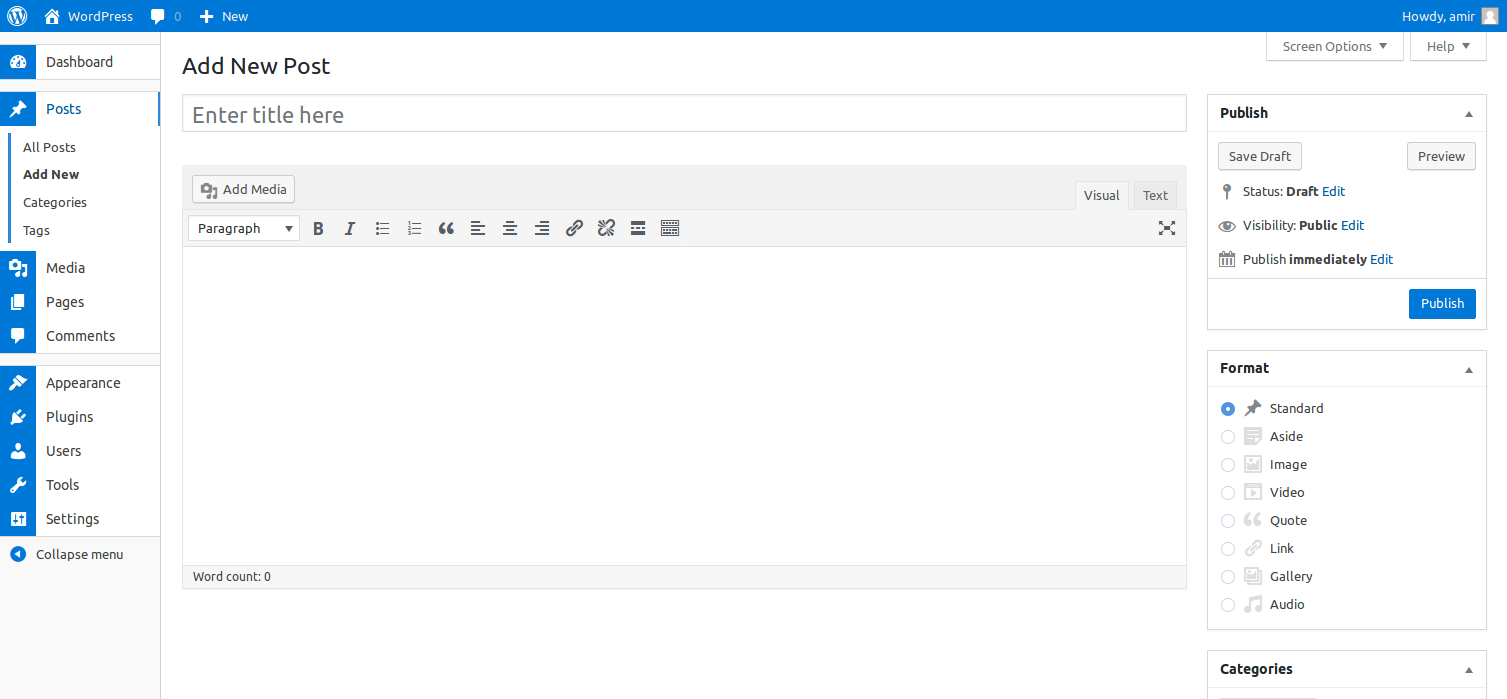 WordPress 0 New Howdy, amir
Screen Options Help
Dashboard
Posts
All Posts
Add New
Categories
Tags
Media
Pages
Comments
Appearance
Plugins
Users
Tools
Settings
Collapse menu
Add New Post
Enter title here
Add Media
Visual Text
Paragraph B I
Word count: 0
Publish
Save Draft Preview
Status: Draft Edit
Visibility: Public Edit
Publish immediately Edit
Publish
Format
Standard
Aside
Image
Video
Quote
Link
Gallery
Audio
Categories